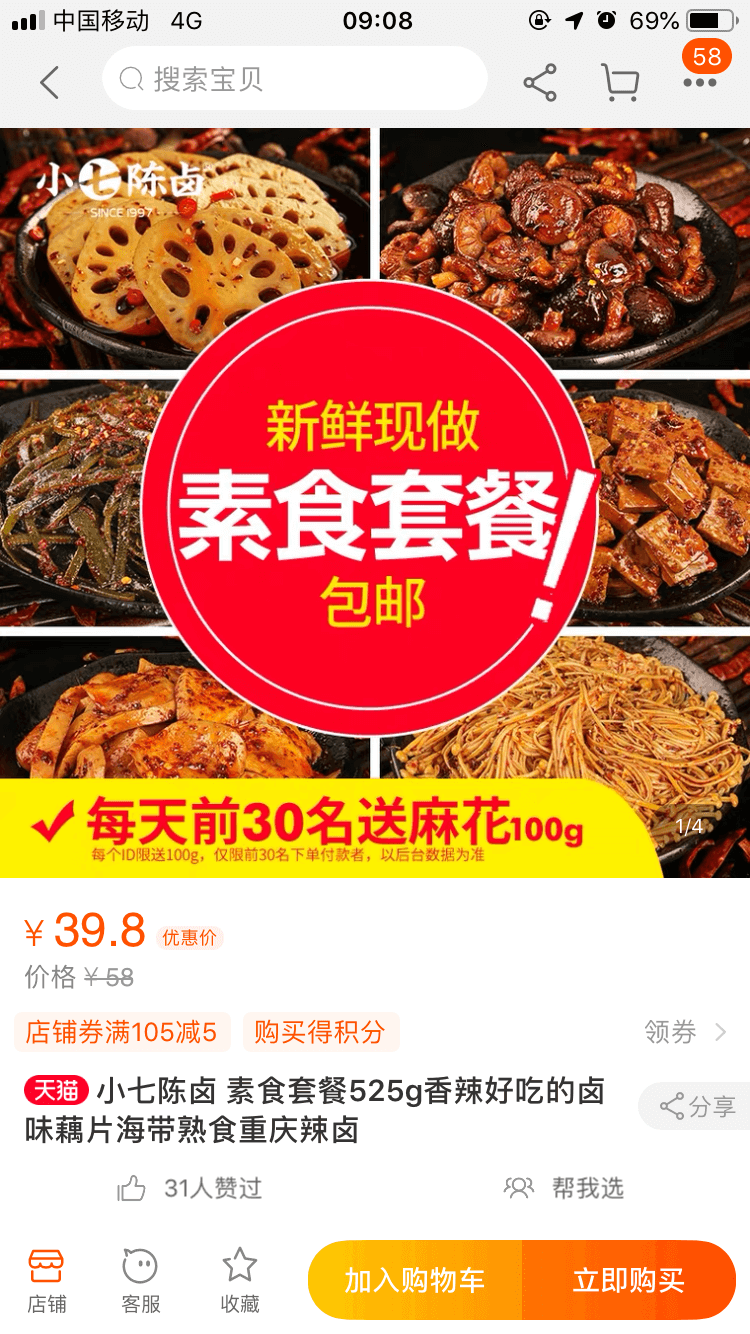 中国移动 4G 09:08 69%
搜索宝贝
58
小七陈卤
SINCE 1997
新鲜现做
素食套餐!
包邮
每天前30名送麻花100g
每个ID限送100g，仅限前30名下单付款者，以后台数据为准
1/4
¥39.8 优惠价
价格 ¥58
店铺券满105减5 购买得积分 领券
天猫 小七陈卤 素食套餐525g香辣好吃的卤
味藕片海带熟食重庆辣卤
分享
31人赞过 帮我选
店铺 客服 收藏 加入购物车 立即购买